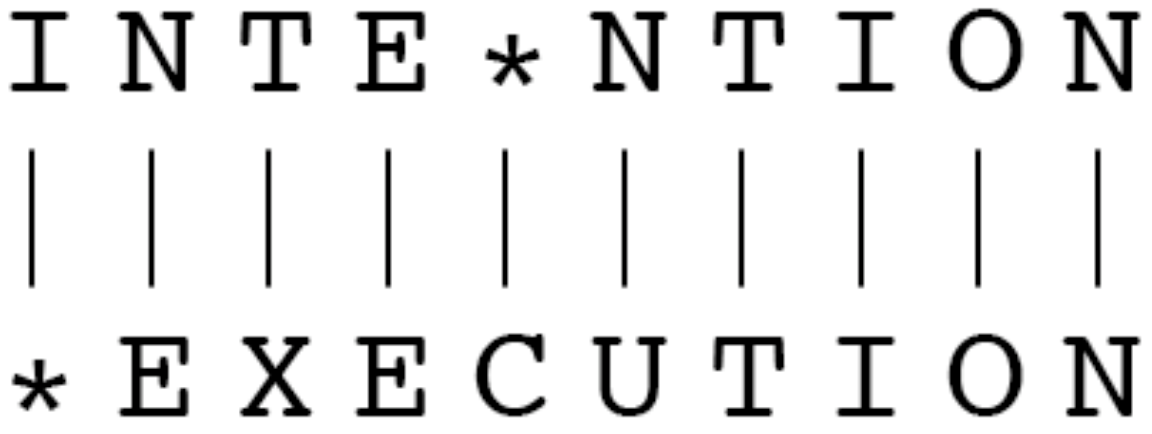 I N T E * N T I O N
| | | | | | | | | |
* E X E C U T I O N